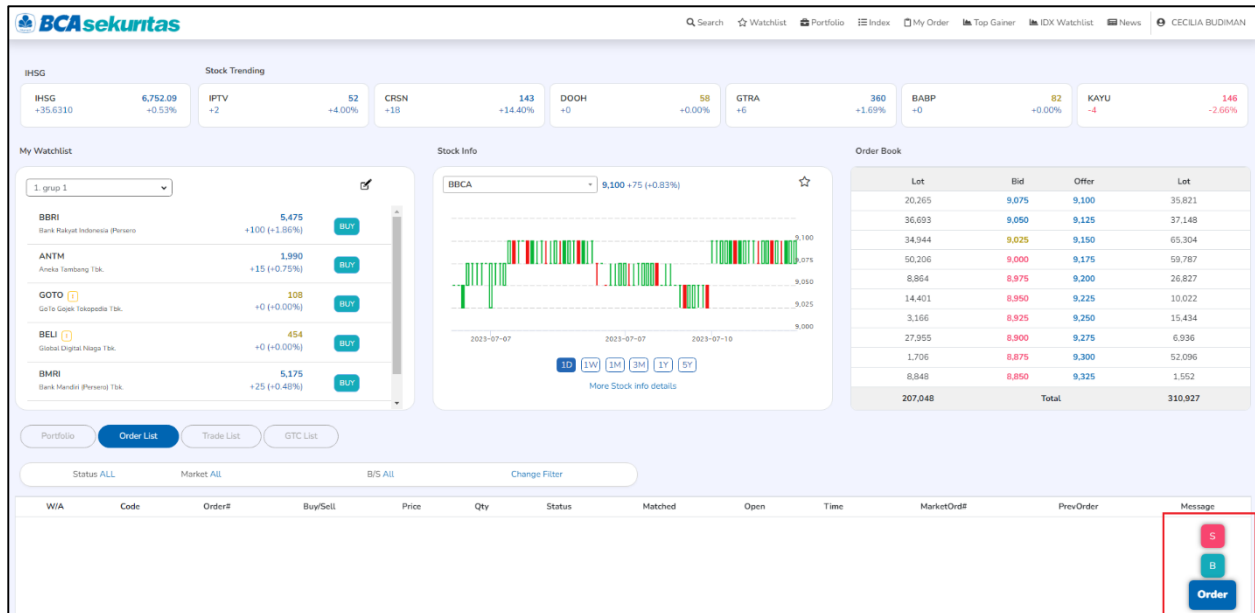 BCA sekuritas
Search Watchlist Portfolio Index My Order Top Gainer IDX Watchlist News CECILIA BUDIMAN
IHSG Stock Trending
IHSG 6,752.09 IPTV 52 CRSN 143 DOOH 58 GTRA 360 BABP 82 KAYU 146
+35.6310 +0.53% +2 +4.00% +18 +14.40% +0 +0.00% +6 +1.69% +0 +0.00% -4 -2.66%
My Watchlist
1. grup 1
BBRI 5,475
Bank Rakyat Indonesia (Persero +100 (+1.86%) BUY
ANTM 1,990
Aneka Tambang Tbk. +15 (+0.75%) BUY
GOTO 108
GoTo Gojek Tokopedia Tbk. +0 (+0.00%) BUY
BELI 454
Global Digital Niaga Tbk. +0 (+0.00%) BUY
BMRI 5,175
Bank Mandiri (Persero) Tbk. +25 (+0.48%) BUY
Stock Info
BBCA 9,100 +75 (+0.83%)
9,100
9,075
9,050
9,025
9,000
2023-07-07 2023-07-07 2023-07-10
1D 1W 1M 3M 1Y 5Y
More Stock info details
Order Book
Lot Bid Offer Lot
20,265 9,075 9,100 35,821
36,693 9,050 9,125 37,148
34,944 9,025 9,150 65,304
50,206 9,000 9,175 59,787
8,864 8,975 9,200 26,827
14,401 8,950 9,225 10,022
3,166 8,925 9,250 15,434
27,955 8,900 9,275 6,936
1,706 8,875 9,300 52,096
8,848 8,850 9,325 1,552
207,048 Total 310,927
Portfolio Order List Trade List GTC List
Status ALL Market All B/S All Change Filter
W/A Code Order# Buy/Sell Price Qty Status Matched Open Time MarketOrd# PrevOrder Message
S
B
Order